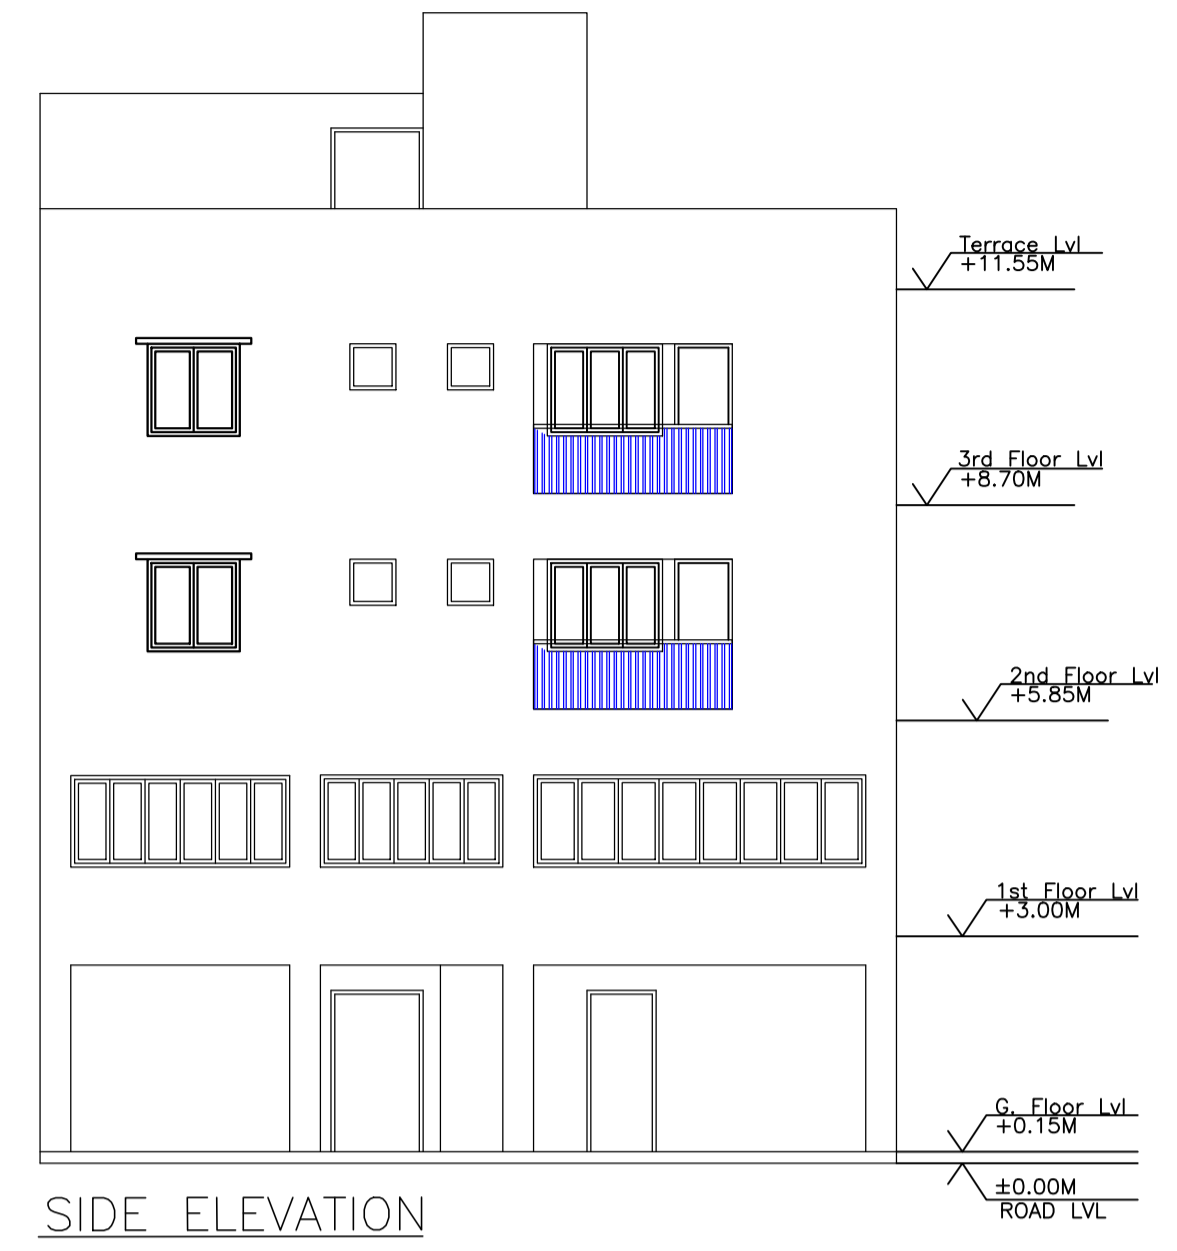 Terrace Lvl
+11.55M
3rd Floor Lvl
+8.70M
2nd Floor Lvl
+5.85M
1st Floor Lvl
+3.00M
G. Floor Lvl
+0.15M
±0.00M
ROAD LVL
SIDE ELEVATION